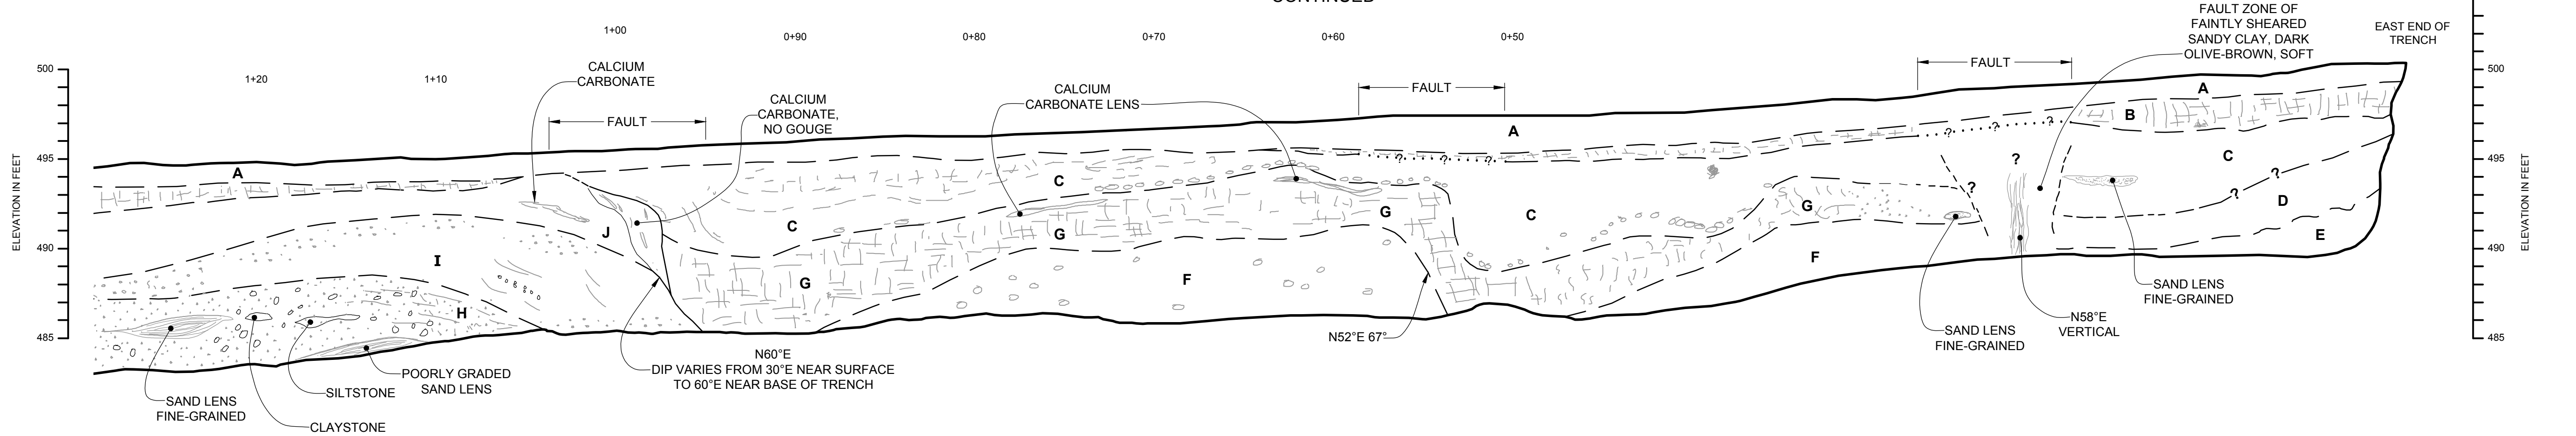 CONTINUED
FAULT ZONE OF
FAINTLY SHEARED
SANDY CLAY, DARK
OLIVE-BROWN, SOFT
EAST END OF
TRENCH
1+20
1+10
1+00
0+90
0+80
0+70
0+60
0+50
500
495
490
485
ELEVATION IN FEET
500
495
490
485
ELEVATION IN FEET
CALCIUM
CARBONATE
FAULT
CALCIUM
CARBONATE,
NO GOUGE
CALCIUM
CARBONATE LENS
FAULT
FAULT
A
A
A
B
C
C
C
C
D
E
F
F
G
G
G
G
H
I
J
?
?
?
?
?
?
?
?
?
?
SAND LENS
FINE-GRAINED
CLAYSTONE
SILTSTONE
POORLY GRADED
SAND LENS
N60°E
DIP VARIES FROM 30°E NEAR SURFACE
TO 60°E NEAR BASE OF TRENCH
N52°E 67°
SAND LENS
FINE-GRAINED
N58°E
VERTICAL
SAND LENS
FINE-GRAINED